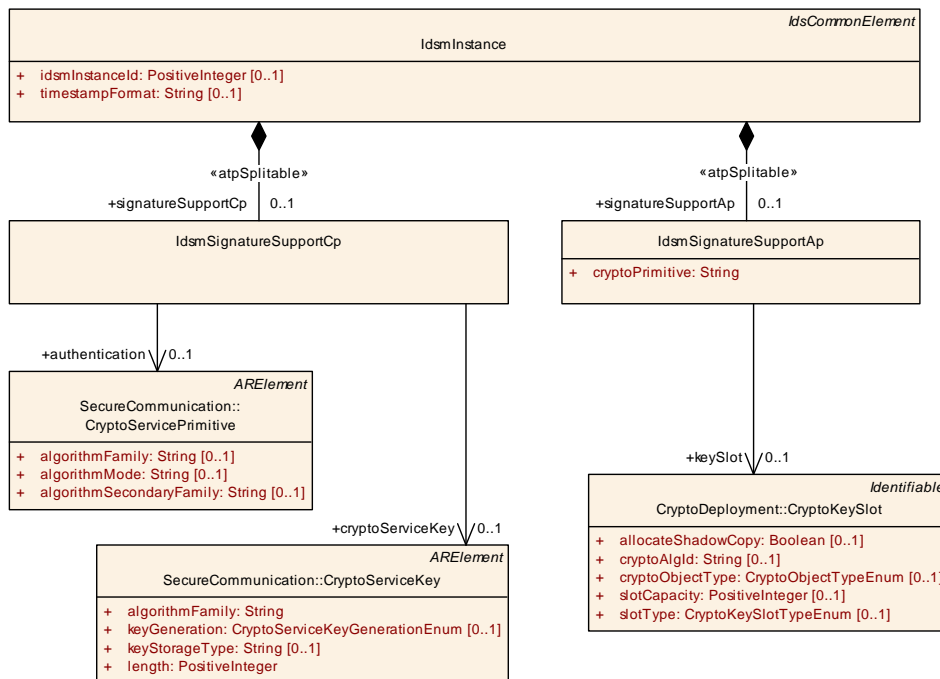 IdsCommonElement
IdsmInstance
+ idsmInstanceId: PositiveInteger [0..1]
+ timestampFormat: String [0..1]
«atpSplitable»
«atpSplitable»
+signatureSupportCp 0..1
+signatureSupportAp 0..1
IdsmSignatureSupportCp
IdsmSignatureSupportAp
+ cryptoPrimitive: String
+authentication 0..1
ARElement
SecureCommunication::
CryptoServicePrimitive
+ algorithmFamily: String [0..1]
+ algorithmMode: String [0..1]
+ algorithmSecondaryFamily: String [0..1]
+keySlot 0..1
Identifiable
CryptoDeployment::CryptoKeySlot
+ allocateShadowCopy: Boolean [0..1]
+ cryptoAlgId: String [0..1]
+ cryptoObjectType: CryptoObjectTypeEnum [0..1]
+ slotCapacity: PositiveInteger [0..1]
+ slotType: CryptoKeySlotTypeEnum [0..1]
+cryptoServiceKey 0..1
ARElement
SecureCommunication::CryptoServiceKey
+ algorithmFamily: String
+ keyGeneration: CryptoServiceKeyGenerationEnum [0..1]
+ keyStorageType: String [0..1]
+ length: PositiveInteger